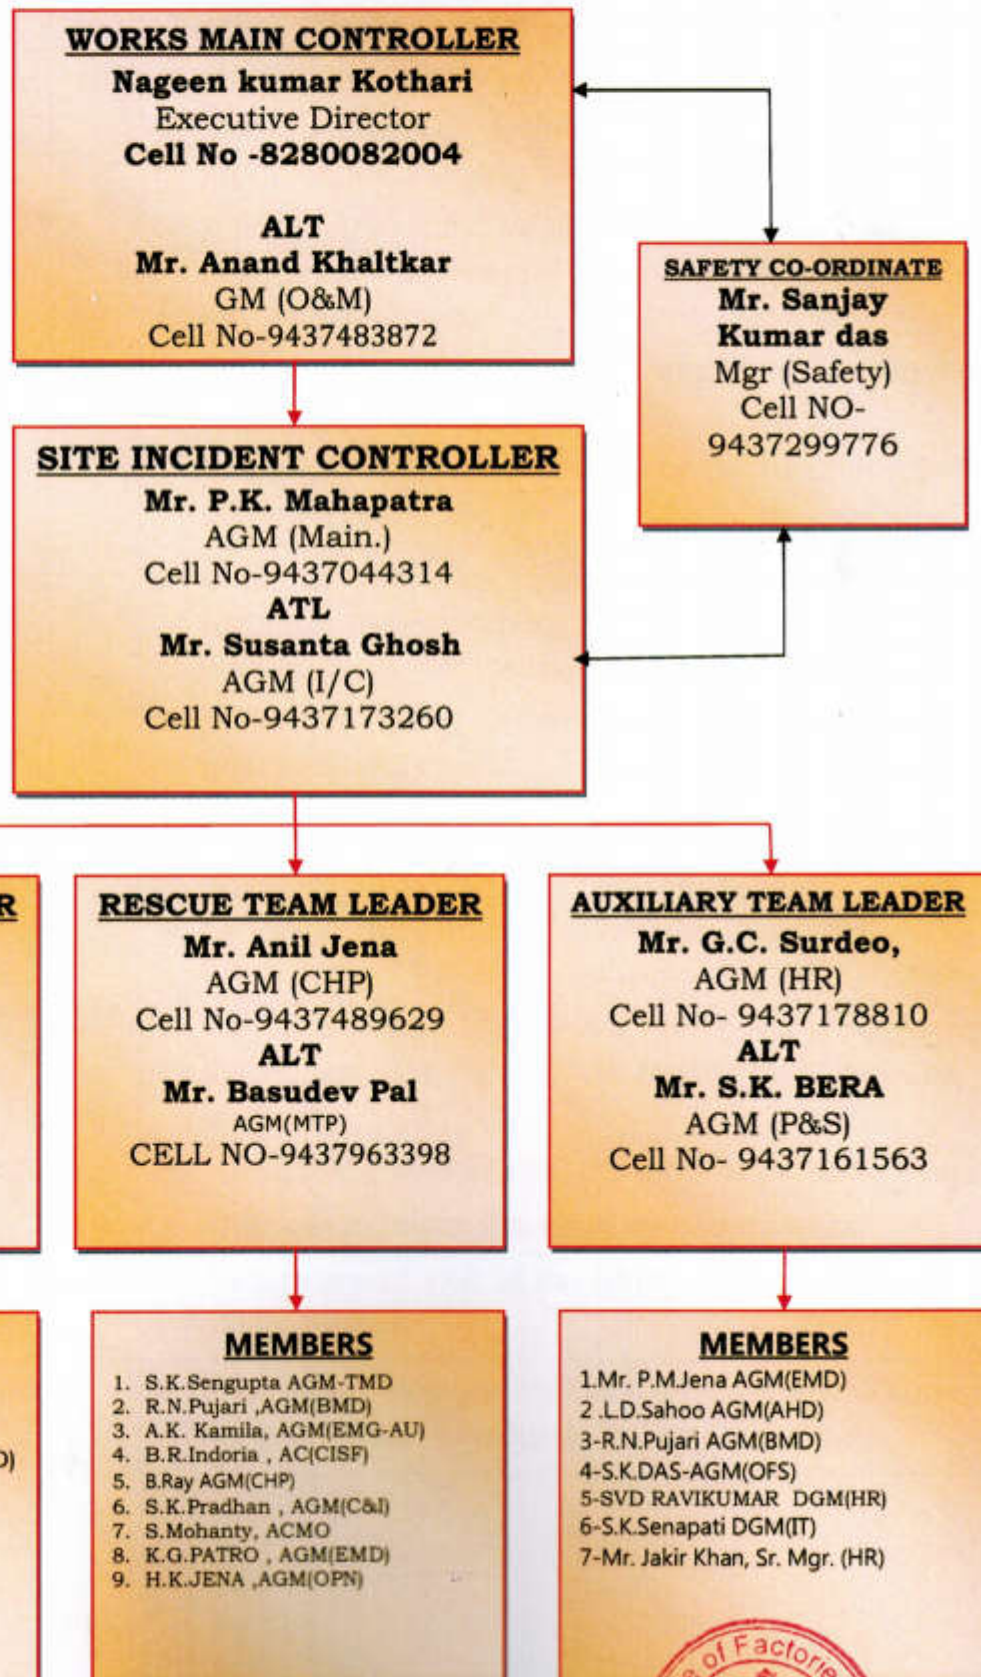 WORKS MAIN CONTROLLER
Nageen kumar Kothari
Executive Director
Cell No -8280082004
ALT
Mr. Anand Khaltkar
GM (O&M)
Cell No-9437483872
SAFETY CO-ORDINATE
Mr. Sanjay
Kumar das
Mgr (Safety)
Cell NO-
9437299776
SITE INCIDENT CONTROLLER
Mr. P.K. Mahapatra
AGM (Main.)
Cell No-9437044314
ATL
Mr. Susanta Ghosh
AGM (I/C)
Cell No-9437173260
R
RESCUE TEAM LEADER
Mr. Anil Jena
AGM (CHP)
Cell No-9437489629
ALT
Mr. Basudev Pal
AGM(MTP)
CELL NO-9437963398
AUXILIARY TEAM LEADER
Mr. G.C. Surdeo,
AGM (HR)
Cell No- 9437178810
ALT
Mr. S.K. BERA
AGM (P&S)
Cell No- 9437161563
MEMBERS
1. S.K.Sengupta AGM-TMD
2. R.N.Pujari ,AGM(BMD)
3. A.K. Kamila, AGM(EMG-AU)
4. B.R.Indoria , AC(CISF)
5. B.Ray AGM(CHP)
6. S.K.Pradhan , AGM(C&I)
7. S.Mohanty, ACMO
8. K.G.PATRO , AGM(EMD)
9. H.K.JENA ,AGM(OPN)
MEMBERS
1.Mr. P.M.Jena AGM(EMD)
2 .L.D.Sahoo AGM(AHD)
3-R.N.Pujari AGM(BMD)
4-S.K.DAS-AGM(OFS)
5-SVD RAVIKUMAR DGM(HR)
6-S.K.Senapati DGM(IT)
7-Mr. Jakir Khan, Sr. Mgr. (HR)
of Factorie